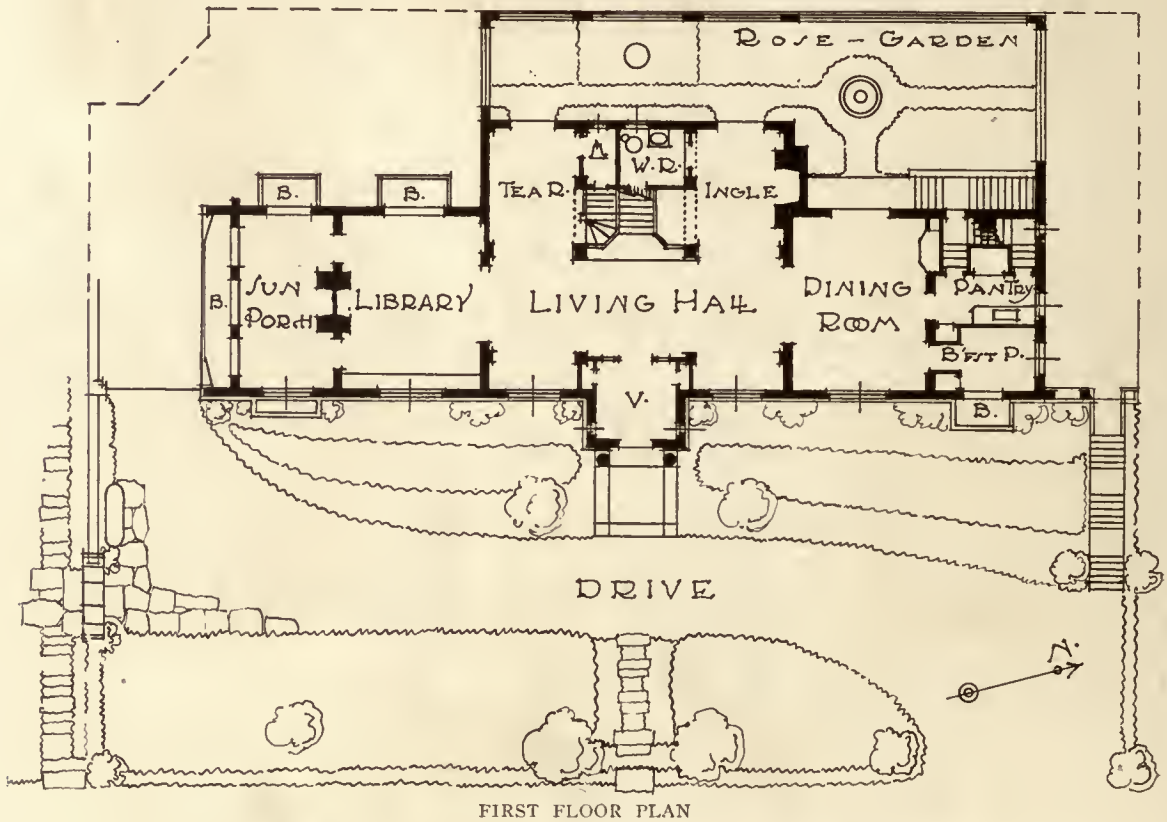 ROSE-GARDEN
W.R.
TEA R.
INGLE
B.
B.
SUN PORCH
B.
LIBRARY
LIVING HALL
DINING ROOM
PANTRY
B'FST P.
V.
B.
DRIVE
N.
FIRST FLOOR PLAN